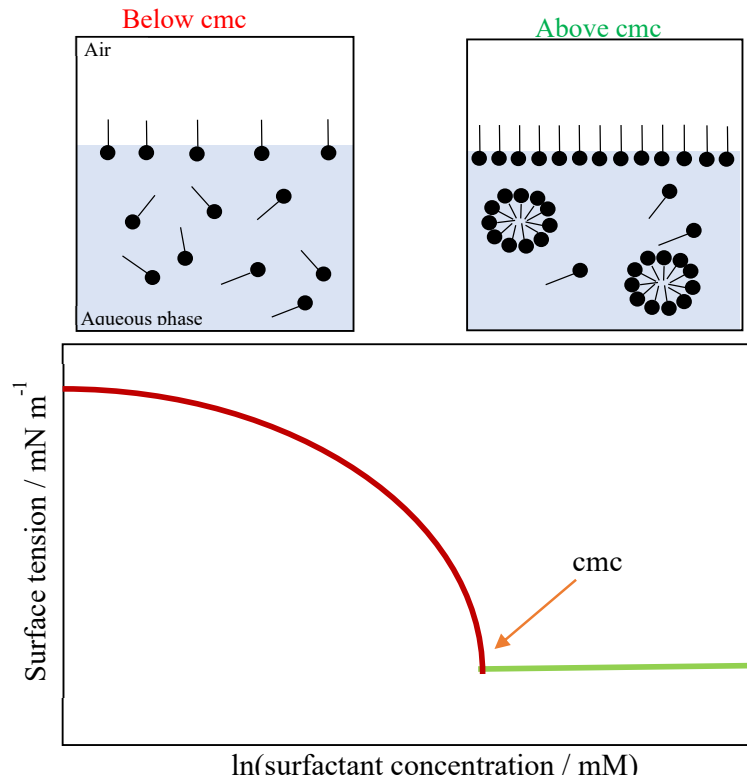 Below cmc
Above cmc
Air
Aqueous phase
Surface tension / mN m⁻¹
cmc
ln(surfactant concentration / mM)